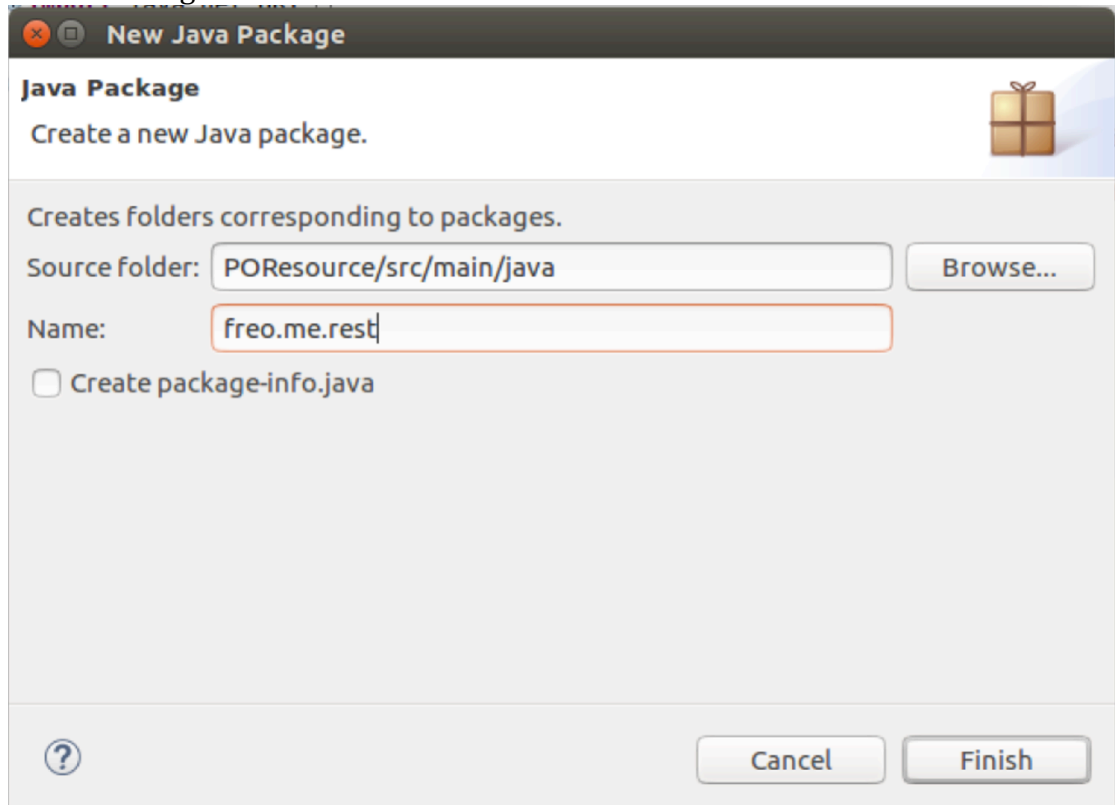 New Java Package
Java Package
Create a new Java package.
Creates folders corresponding to packages.
Source folder: POResource/src/main/java Browse...
Name: freo.me.rest
Create package-info.java
? Cancel Finish